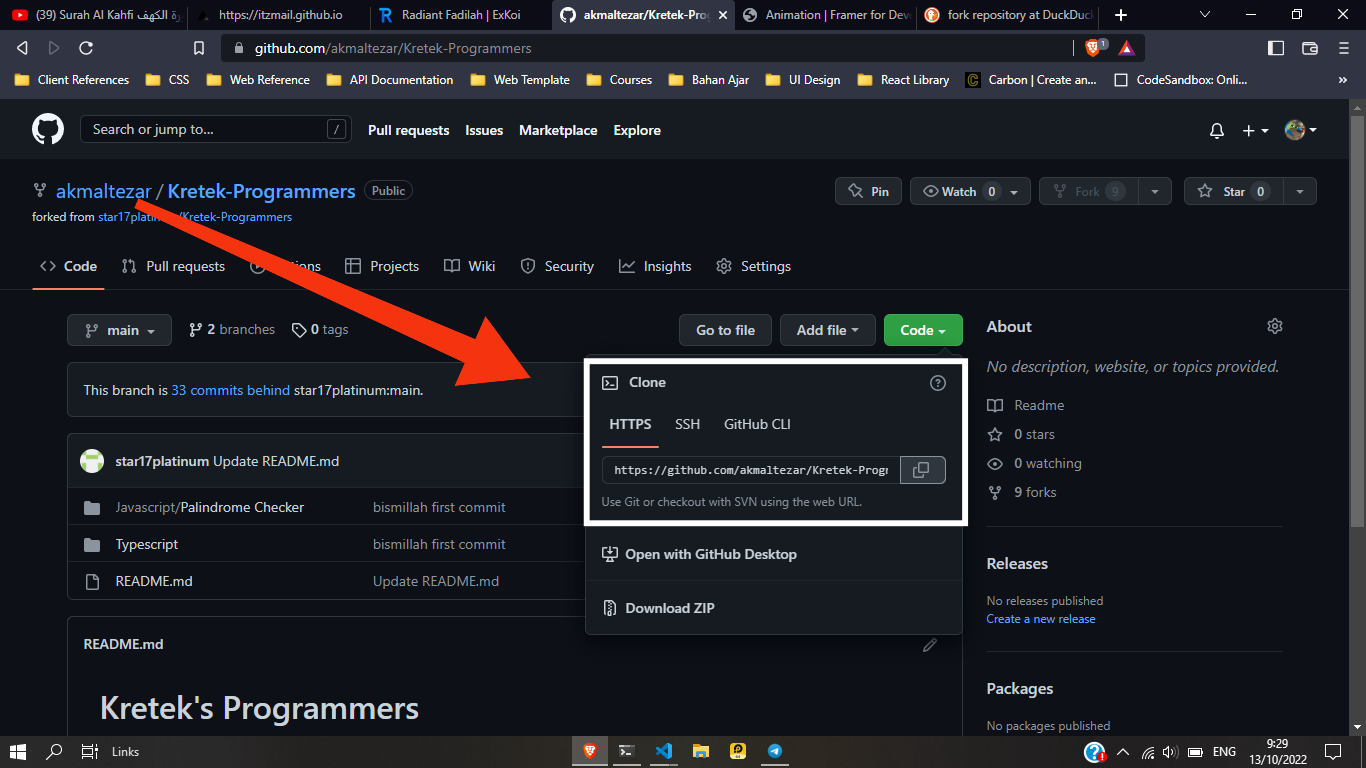 (39) Surah Al Kahfi سورة الكهف
https://itzmail.github.io
Radiant Fadilah | ExKoi
akmaltezar/Kretek-Prog
Animation | Framer for Dev
fork repository at DuckDuck
github.com/akmaltezar/Kretek-Programmers
1
Client References
CSS
Web Reference
API Documentation
Web Template
Courses
Bahan Ajar
UI Design
React Library
Carbon | Create an...
CodeSandbox: Onli...
»
Search or jump to...
/
Pull requests
Issues
Marketplace
Explore
akmaltezar / Kretek-Programmers
Public
Pin
Watch 0
Fork 9
Star 0
forked from star17platin /Kretek-Programmers
Code
Pull requests
ions
Projects
Wiki
Security
Insights
Settings
main
2 branches
0 tags
Go to file
Add file
Code
This branch is 33 commits behind star17platinum:main.
star17platinum Update README.md
Javascript/Palindrome Checker
bismillah first commit
Typescript
bismillah first commit
README.md
Update README.md
README.md
Kretek's Programmers
Clone
?
HTTPS
SSH
GitHub CLI
https://github.com/akmaltezar/Kretek-Progr
Use Git or checkout with SVN using the web URL.
Open with GitHub Desktop
Download ZIP
About
No description, website, or topics provided.
Readme
0 stars
0 watching
9 forks
Releases
No releases published
Create a new release
Packages
No packages published
Links
ENG
9:29
13/10/2022